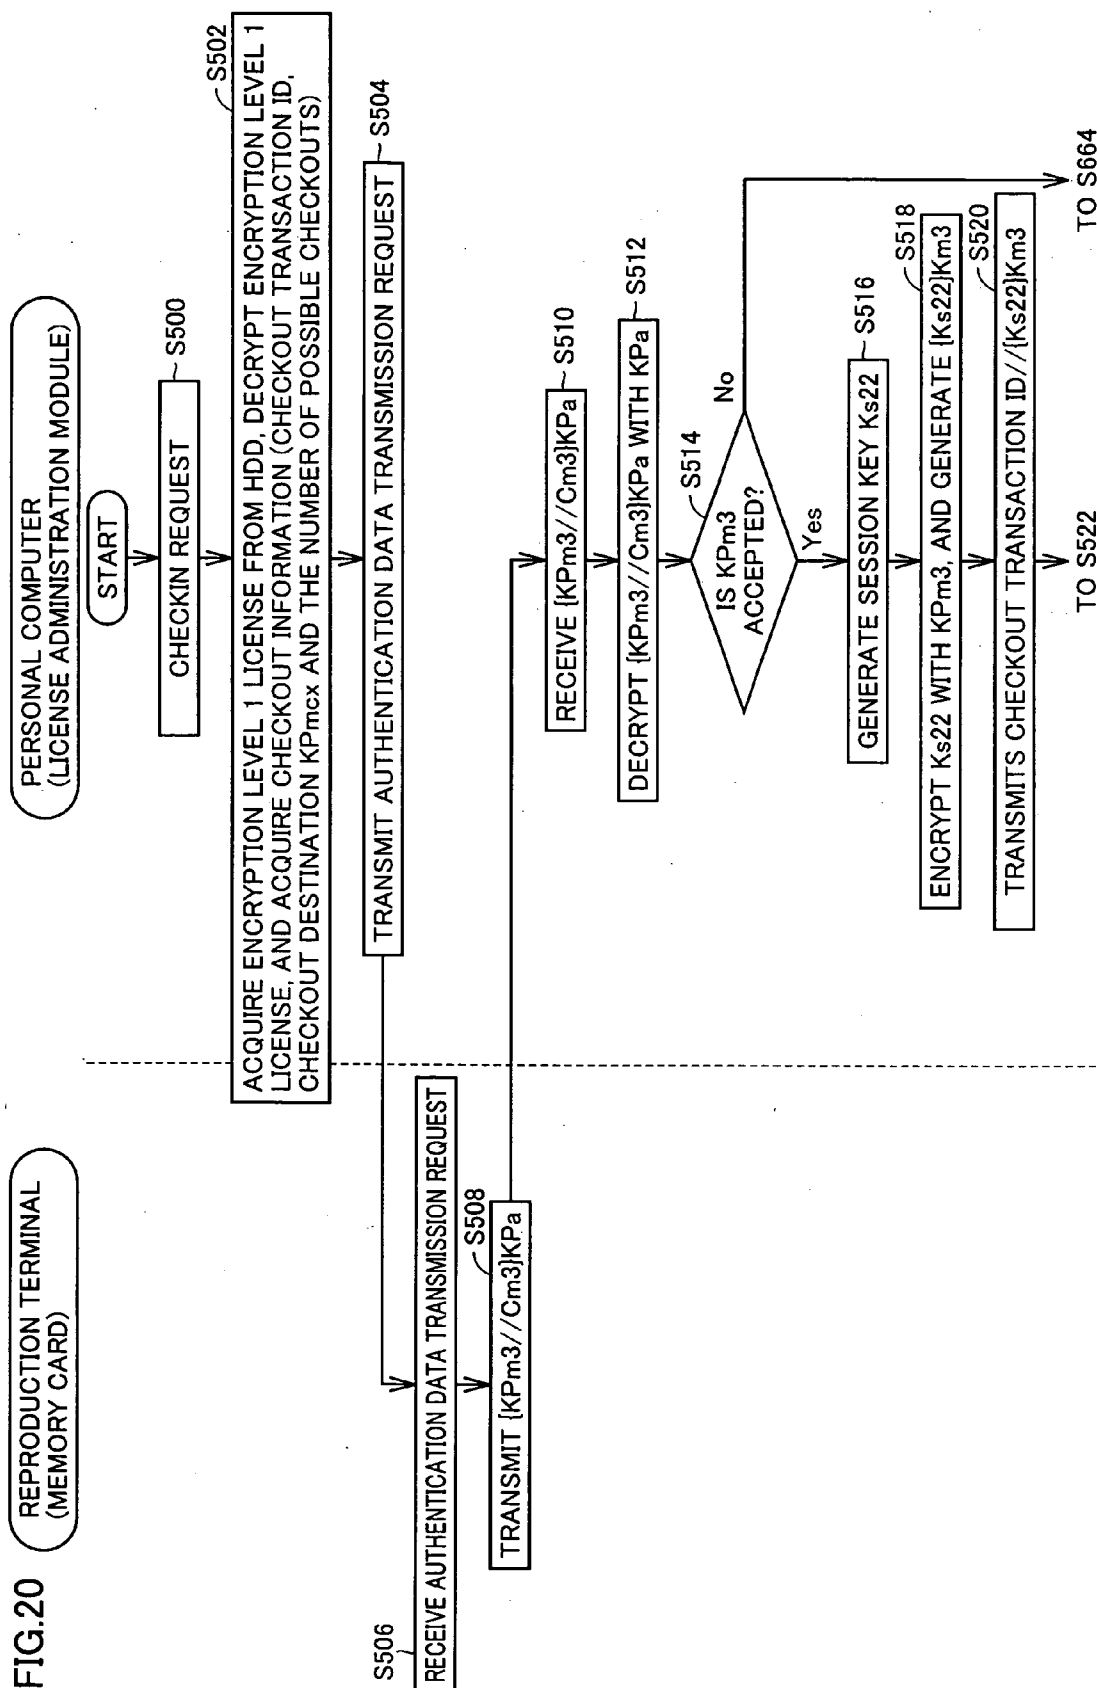 FIG.20
REPRODUCTION TERMINAL
(MEMORY CARD)
PERSONAL COMPUTER
(LICENSE ADMINISTRATION MODULE)
START
CHECKIN REQUEST
S500
S502
ACQUIRE ENCRYPTION LEVEL 1 LICENSE FROM HDD, DECRYPT ENCRYPTION LEVEL 1
LICENSE, AND ACQUIRE CHECKOUT INFORMATION (CHECKOUT TRANSACTION ID,
CHECKOUT DESTINATION KPmcx AND THE NUMBER OF POSSIBLE CHECKOUTS)
TRANSMIT AUTHENTICATION DATA TRANSMISSION REQUEST
S504
S506
RECEIVE AUTHENTICATION DATA TRANSMISSION REQUEST
S508
TRANSMIT {KPm3//Cm3}KPa
RECEIVE {KPm3//Cm3}KPa
S510
DECRYPT {KPm3//Cm3}KPa WITH KPa
S512
S514
IS KPm3
ACCEPTED?
No
Yes
GENERATE SESSION KEY Ks22
S516
S518
ENCRYPT Ks22 WITH KPm3, AND GENERATE {Ks22}Km3
S520
TRANSMITS CHECKOUT TRANSACTION ID//{Ks22}Km3
TO S522
TO S664